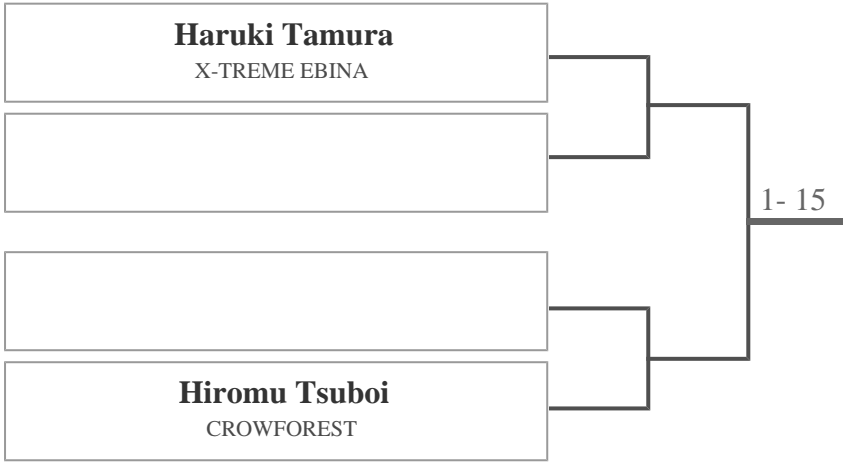 Haruki Tamura
X-TREME EBINA
1- 15
Hiromu Tsuboi
CROWFOREST